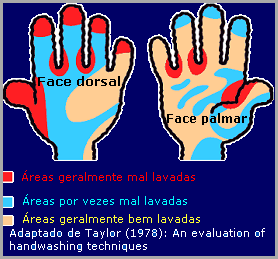 Face dorsal
Face palmar
Áreas geralmente mal lavadas
Áreas por vezes mal lavadas
Áreas geralmente bem lavadas
Adaptado de Taylor (1978): An evaluation of
handwashing techniques